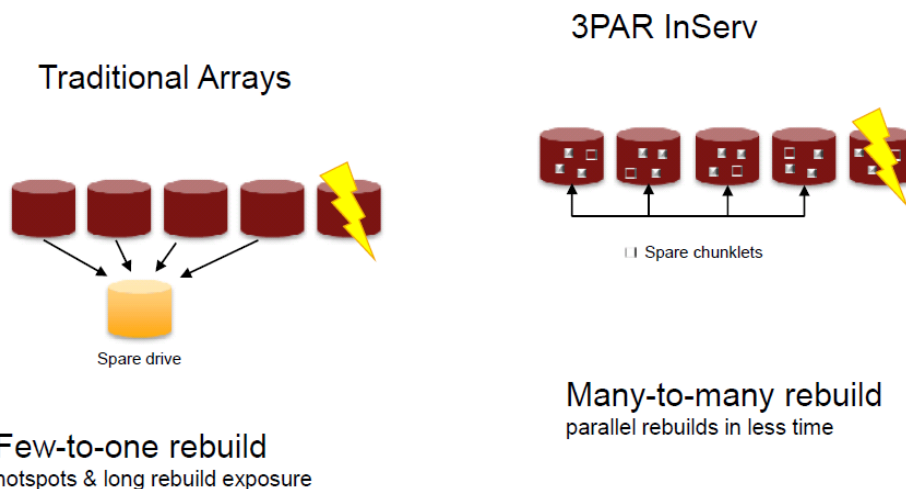 3PAR InServ
Traditional Arrays
Spare chunklets
Spare drive
Many-to-many rebuild
parallel rebuilds in less time
Few-to-one rebuild
hotspots & long rebuild exposure